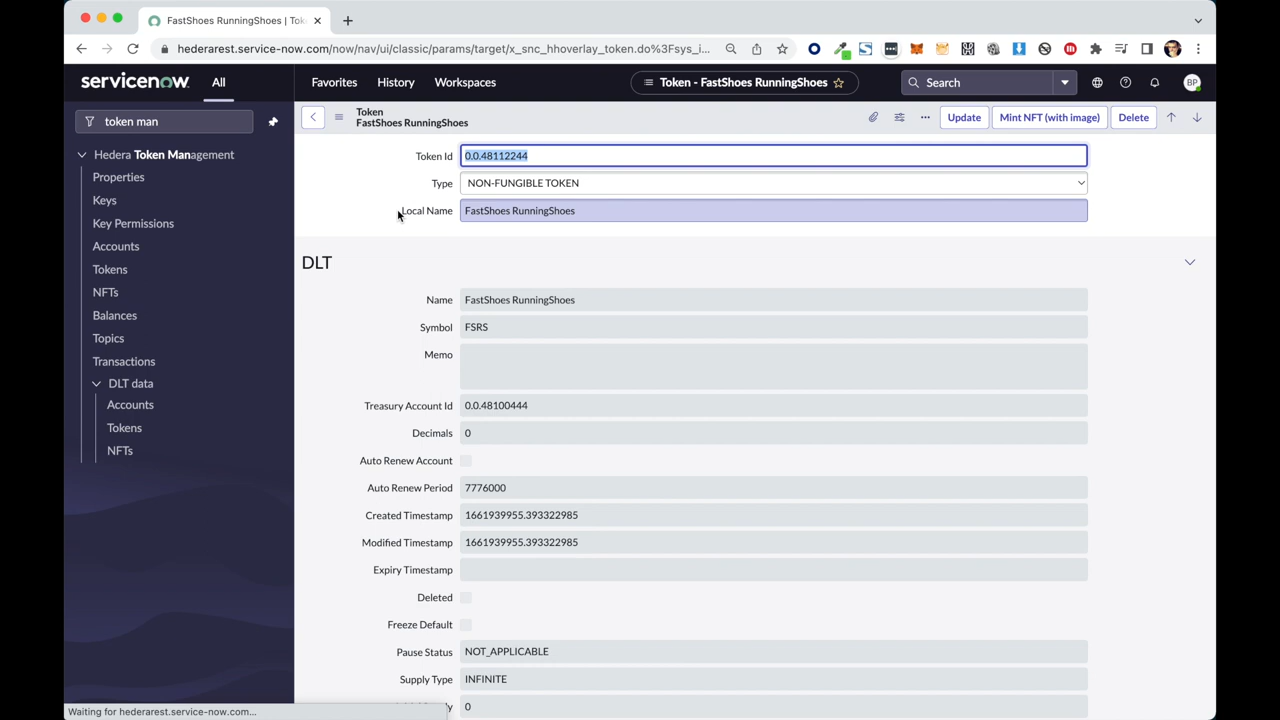 FastShoes RunningShoes | Tok
hederarest.service-now.com/now/nav/ui/classic/params/target/x_snc_hhoverlay_token.do%3Fsys_i...
servicenow
All
Favorites
History
Workspaces
Token - FastShoes RunningShoes
Search
BP
token man
Hedera Token Management
Properties
Keys
Key Permissions
Accounts
Tokens
NFTs
Balances
Topics
Transactions
DLT data
Accounts
Tokens
NFTs
Token
FastShoes RunningShoes
Update
Mint NFT (with image)
Delete
Token Id 0.0.48112244
Type NON-FUNGIBLE TOKEN
Local Name FastShoes RunningShoes
DLT
Name FastShoes RunningShoes
Symbol FSRS
Memo
Treasury Account Id 0.0.48100444
Decimals 0
Auto Renew Account
Auto Renew Period 7776000
Created Timestamp 1661939955.393322985
Modified Timestamp 1661939955.393322985
Expiry Timestamp
Deleted
Freeze Default
Pause Status NOT_APPLICABLE
Supply Type INFINITE
0
Waiting for hederarest.service-now.com...